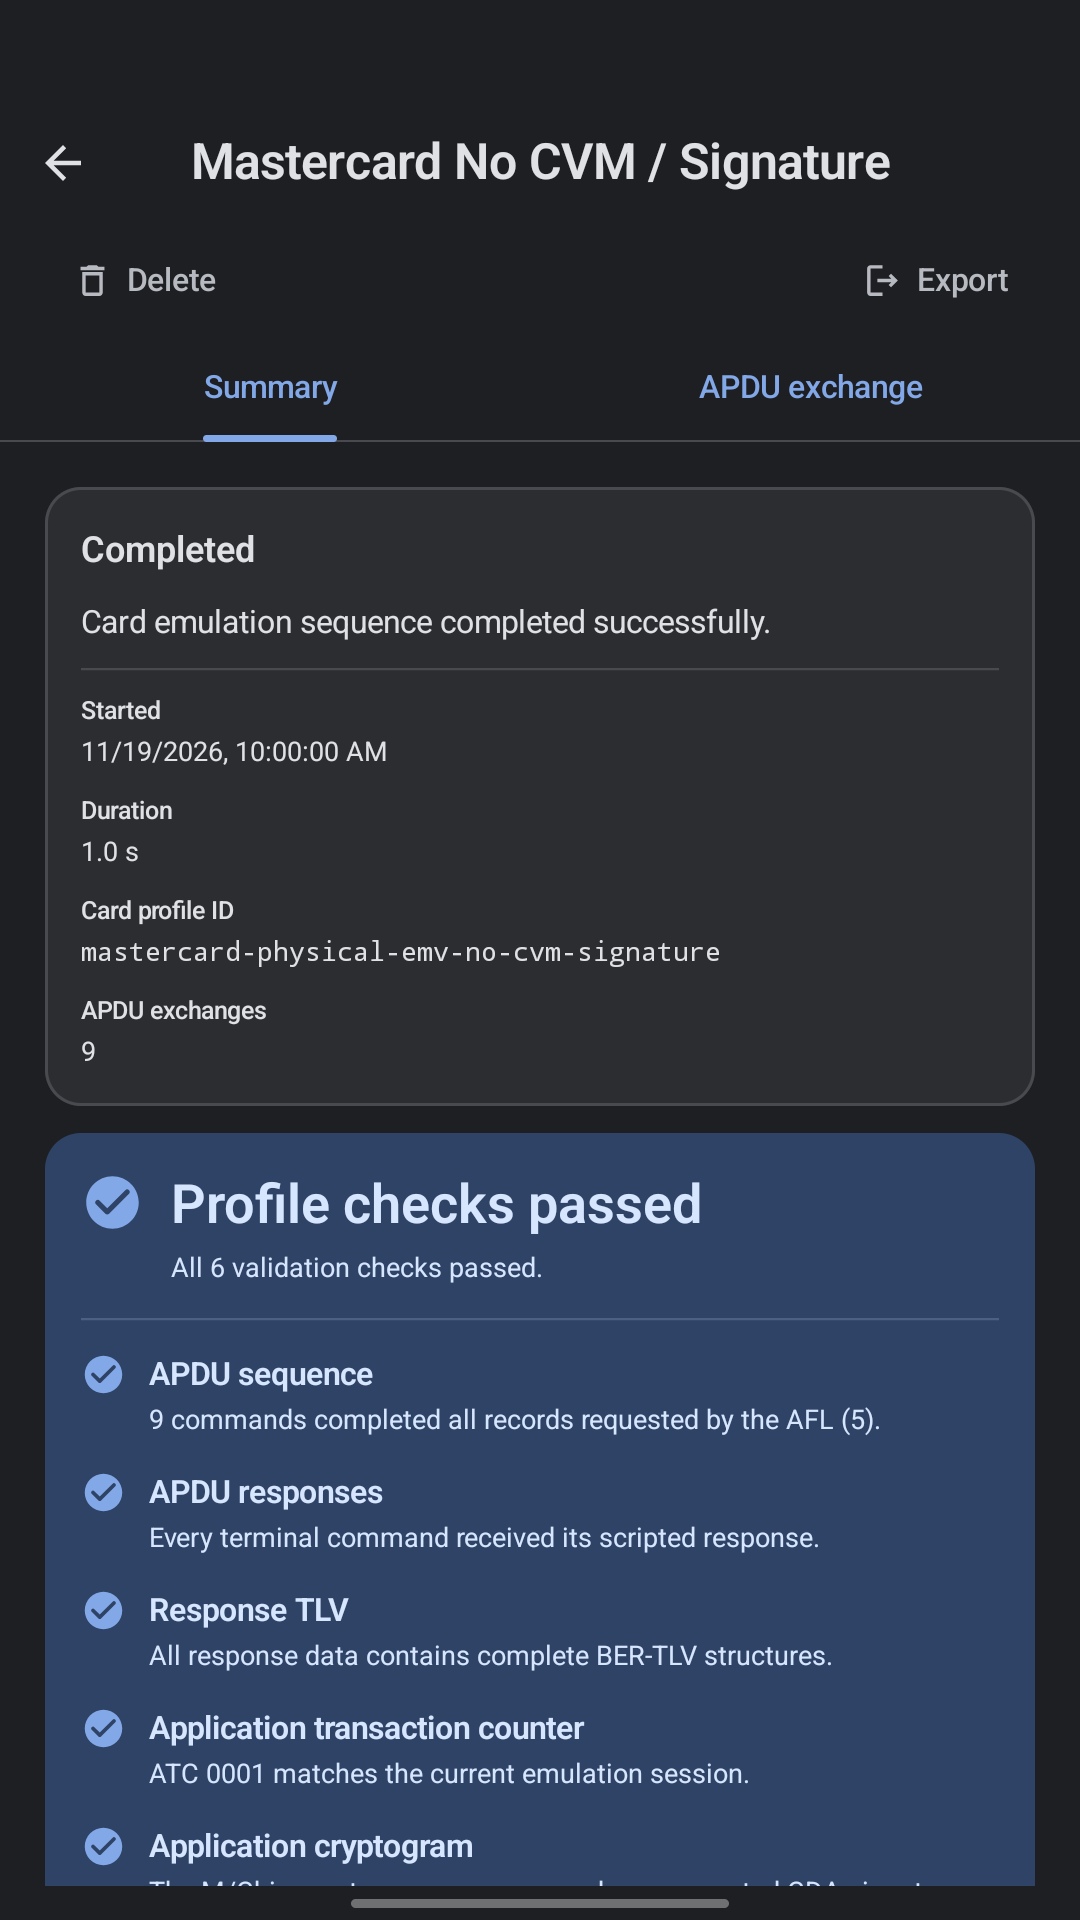 Mastercard No CVM / Signature
Delete
Export
Summary
APDU exchange
Completed
Card emulation sequence completed successfully.
Started
11/19/2026, 10:00:00 AM
Duration
1.0 s
Card profile ID
mastercard-physical-emv-no-cvm-signature
APDU exchanges
9
Profile checks passed
All 6 validation checks passed.
APDU sequence
9 commands completed all records requested by the AFL (5).
APDU responses
Every terminal command received its scripted response.
Response TLV
All response data contains complete BER-TLV structures.
Application transaction counter
ATC 0001 matches the current emulation session.
Application cryptogram